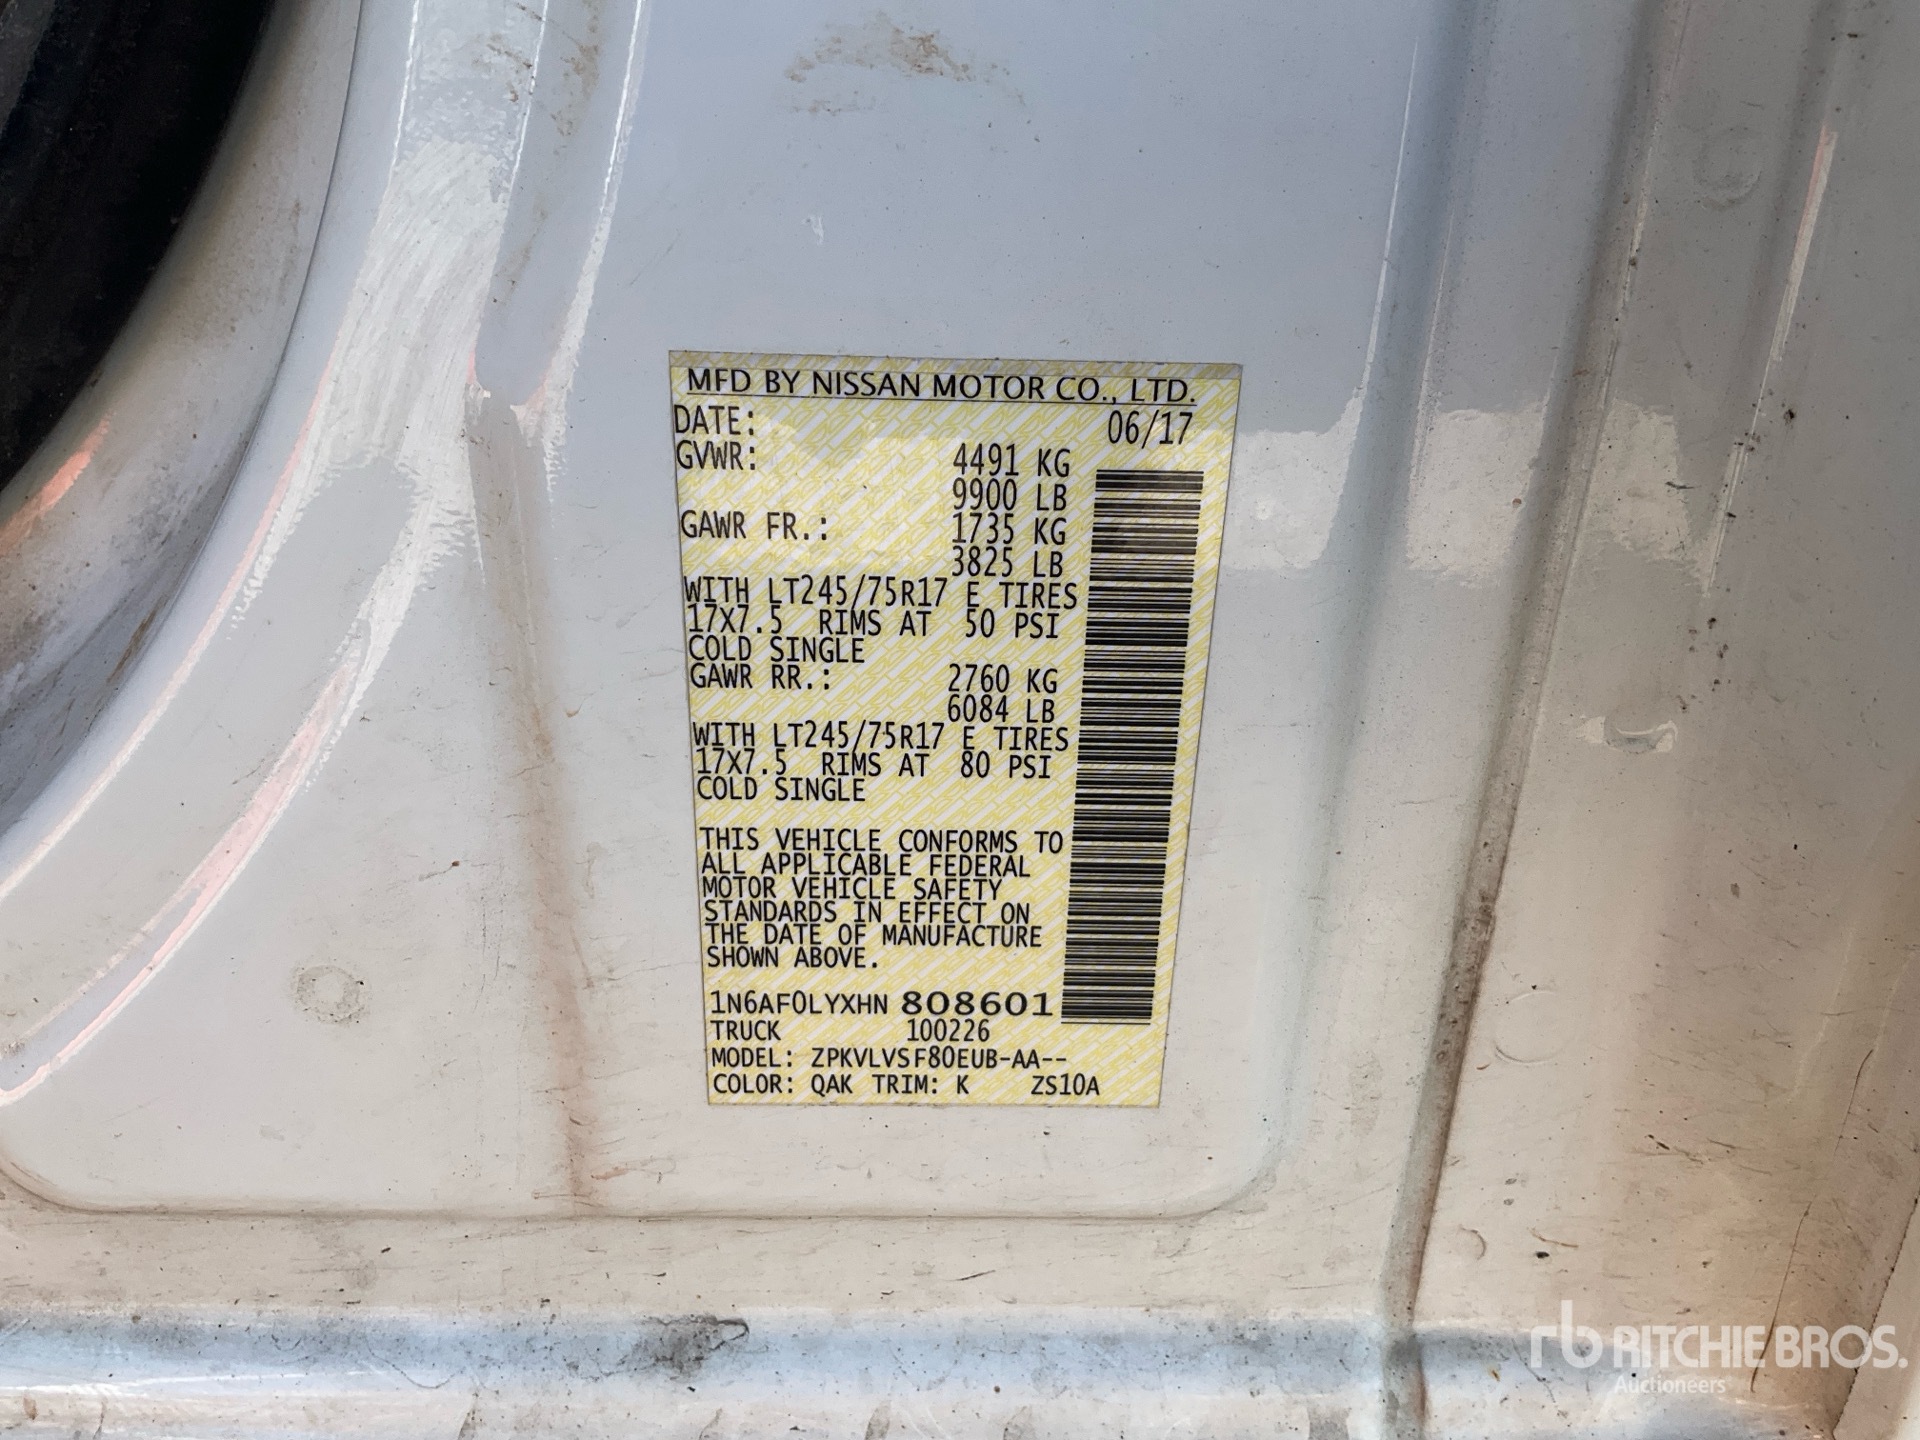 MFD BY NISSAN MOTOR CO., LTD.
DATE: 06/17
GVWR: 4491 KG
9900 LB
GAWR FR.: 1735 KG
3825 LB
WITH LT245/75R17 E TIRES
17X7.5 RIMS AT 50 PSI
COLD SINGLE
GAWR RR.: 2760 KG
6084 LB
WITH LT245/75R17 E TIRES
17X7.5 RIMS AT 80 PSI
COLD SINGLE
THIS VEHICLE CONFORMS TO
ALL APPLICABLE FEDERAL
MOTOR VEHICLE SAFETY
STANDARDS IN EFFECT ON
THE DATE OF MANUFACTURE
SHOWN ABOVE.
1N6AF0LYXHN 808601
TRUCK 100226
MODEL: ZPKVLVSF80EUB-AA--
COLOR: QAK TRIM: K ZS10A
rb RITCHIE BROS.
Auctioneers